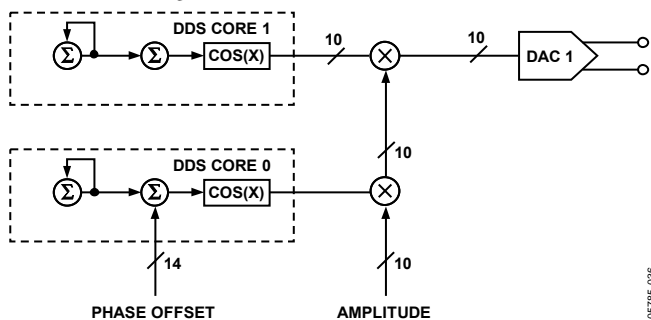 DDS CORE 1
Σ Σ COS(X) 10 × 10 DAC 1
10
DDS CORE 0
Σ Σ COS(X) ×
14 10
PHASE OFFSET AMPLITUDE